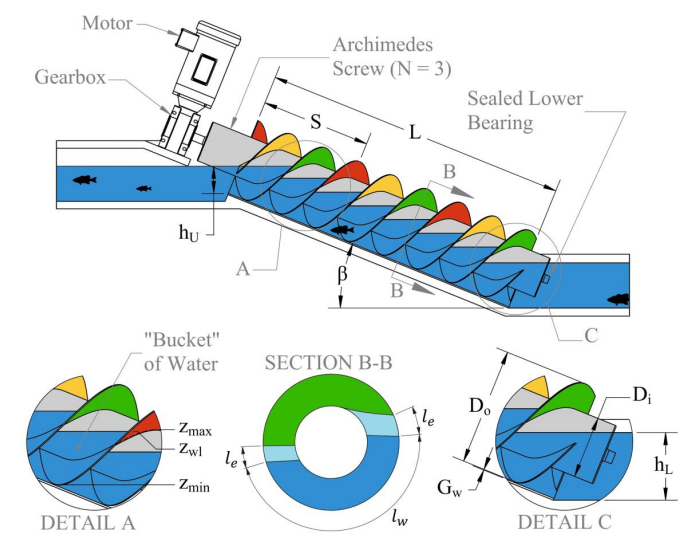 Motor
Gearbox
Archimedes
Screw (N = 3)
Sealed Lower
Bearing
S
L
B
h_U
A
β
B
C
"Bucket"
of Water
z_max
z_wl
z_min
DETAIL A
SECTION B-B
l_e
l_e
l_w
D_o
D_i
h_L
G_w
DETAIL C